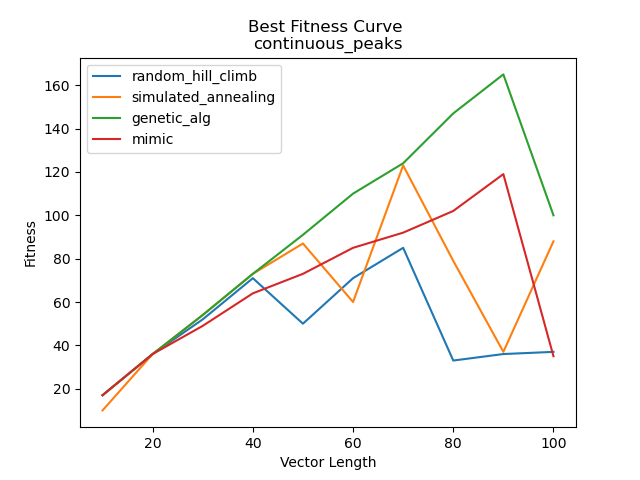 Best Fitness Curve
continuous_peaks
random_hill_climb
simulated_annealing
genetic_alg
mimic
160
140
120
100
80
60
40
20
Fitness
20 40 60 80 100
Vector Length